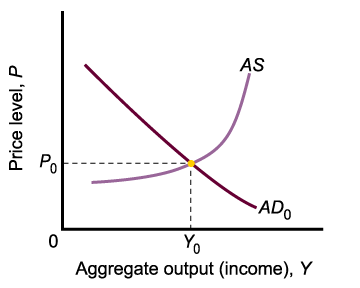 Price level, P
AS
P₀
AD₀
0
Y₀
Aggregate output (income), Y